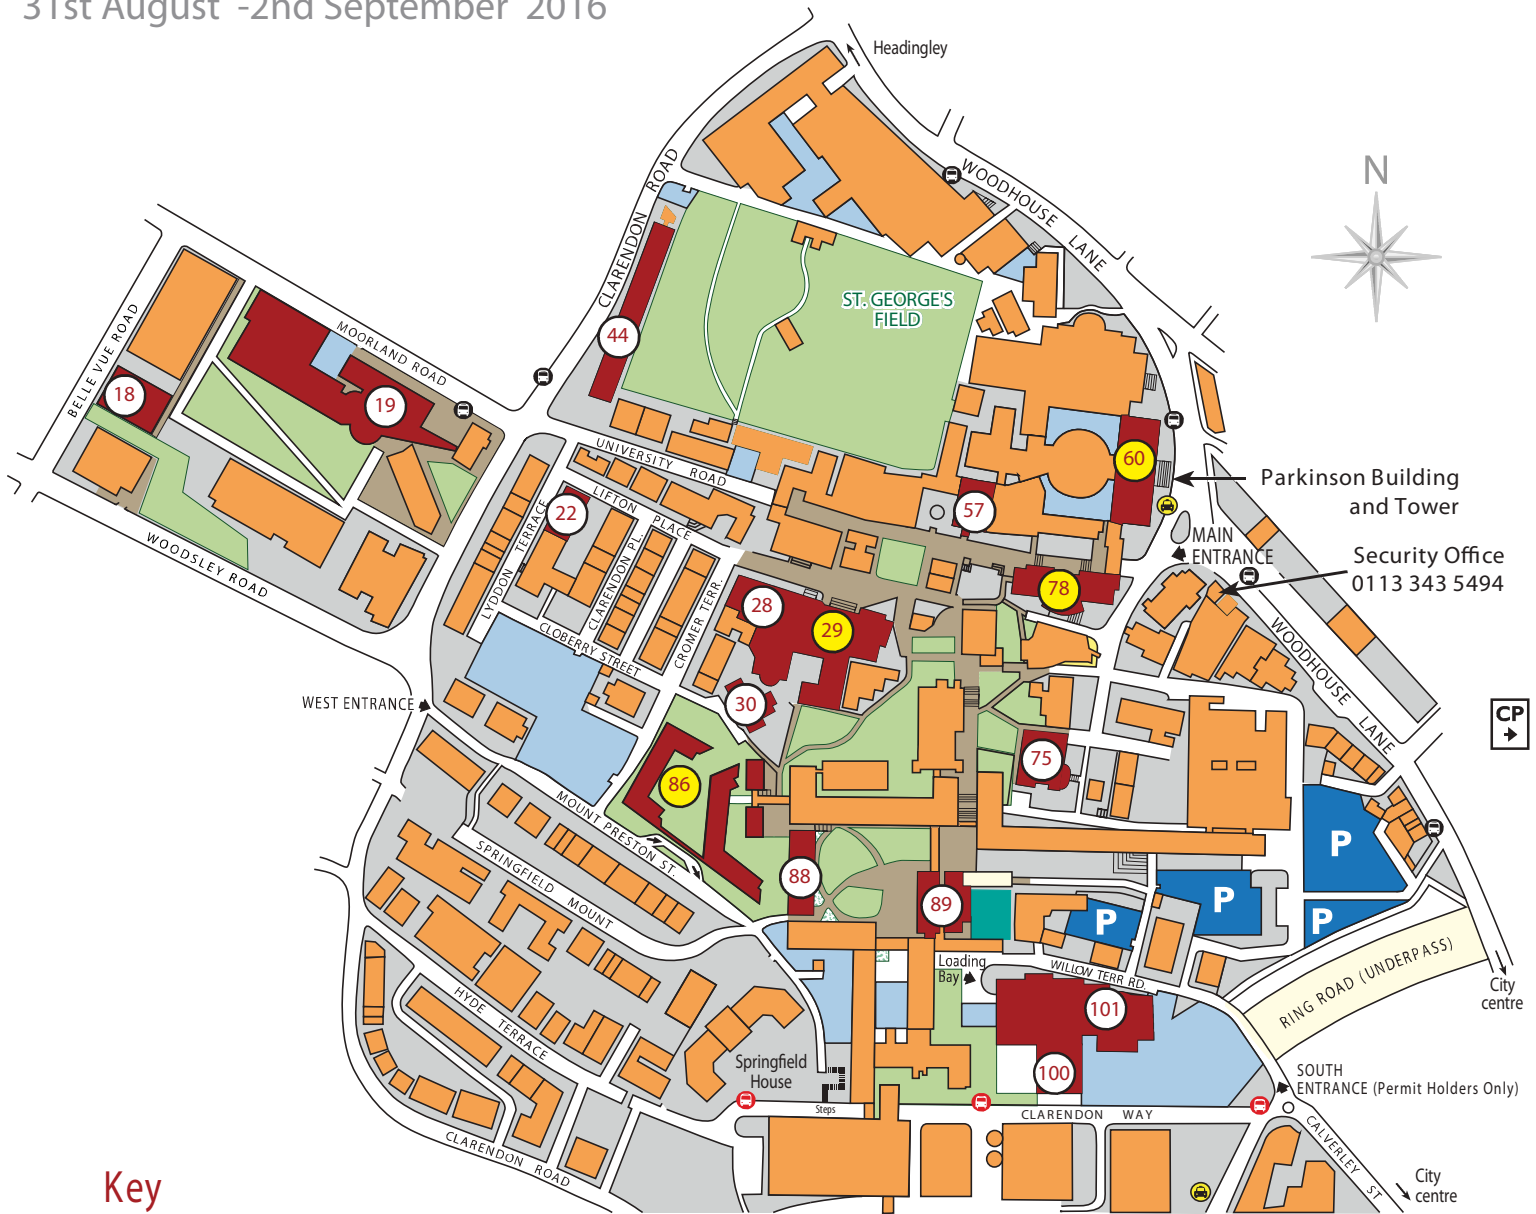 31st August -2nd September 2016
Headingley
WOODHOUSE LANE
N
CLARENDON ROAD
ST. GEORGE'S
FIELD
44
MOORLAND ROAD
BELLE VUE ROAD
18
19
UNIVERSITY ROAD
60
Parkinson Building
and Tower
57
LIFTON PLACE
22
LYDDON TERRACE
CLARENDON PL.
CROMER TERR.
MAIN
ENTRANCE
Security Office
0113 343 5494
WOODSLEY ROAD
78
28
29
CLOBERRY STREET
WOODHOUSE LANE
WEST ENTRANCE
30
CP
75
86
MOUNT PRESTON ST.
P
SPRINGFIELD MOUNT
88
89
P
P
P
Loading
Bay
WILLOW TERR RD.
RING ROAD (UNDERPASS)
City
centre
HYDE TERRACE
101
Springfield
House
100
SOUTH
ENTRANCE (Permit Holders Only)
Steps
CLARENDON WAY
CALVERLEY ST
CLARENDON ROAD
City
centre
Key